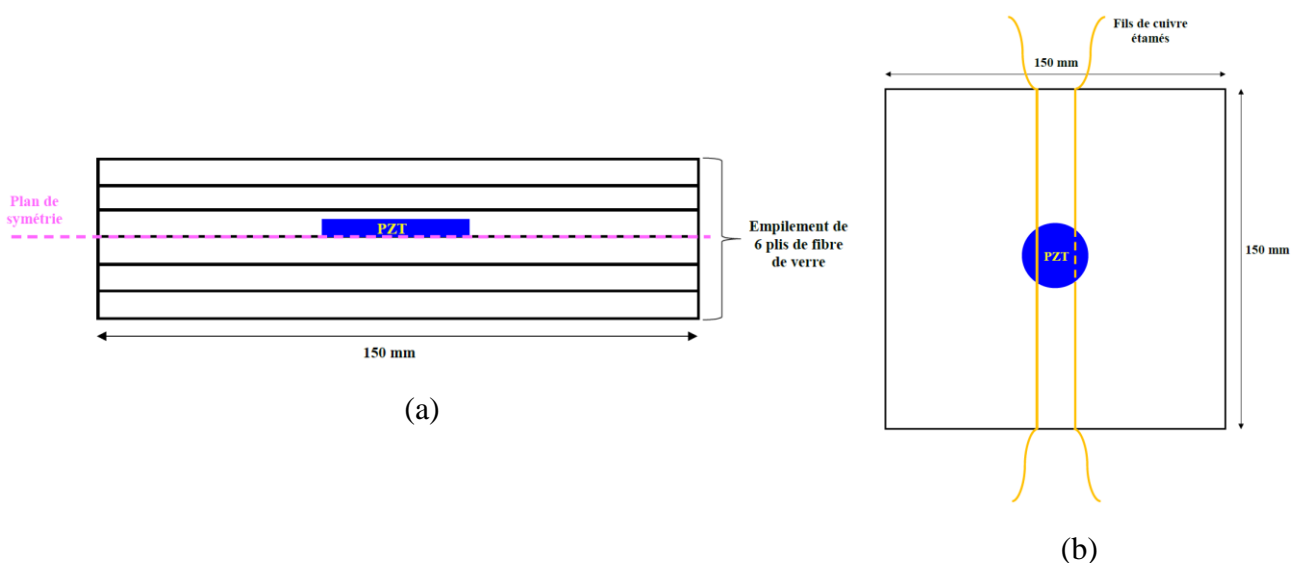 Plan de
symétrie
PZT
Empilement de
6 plis de fibre
de verre
150 mm
(a)
Fils de cuivre
étamés
150 mm
PZT
150 mm
(b)